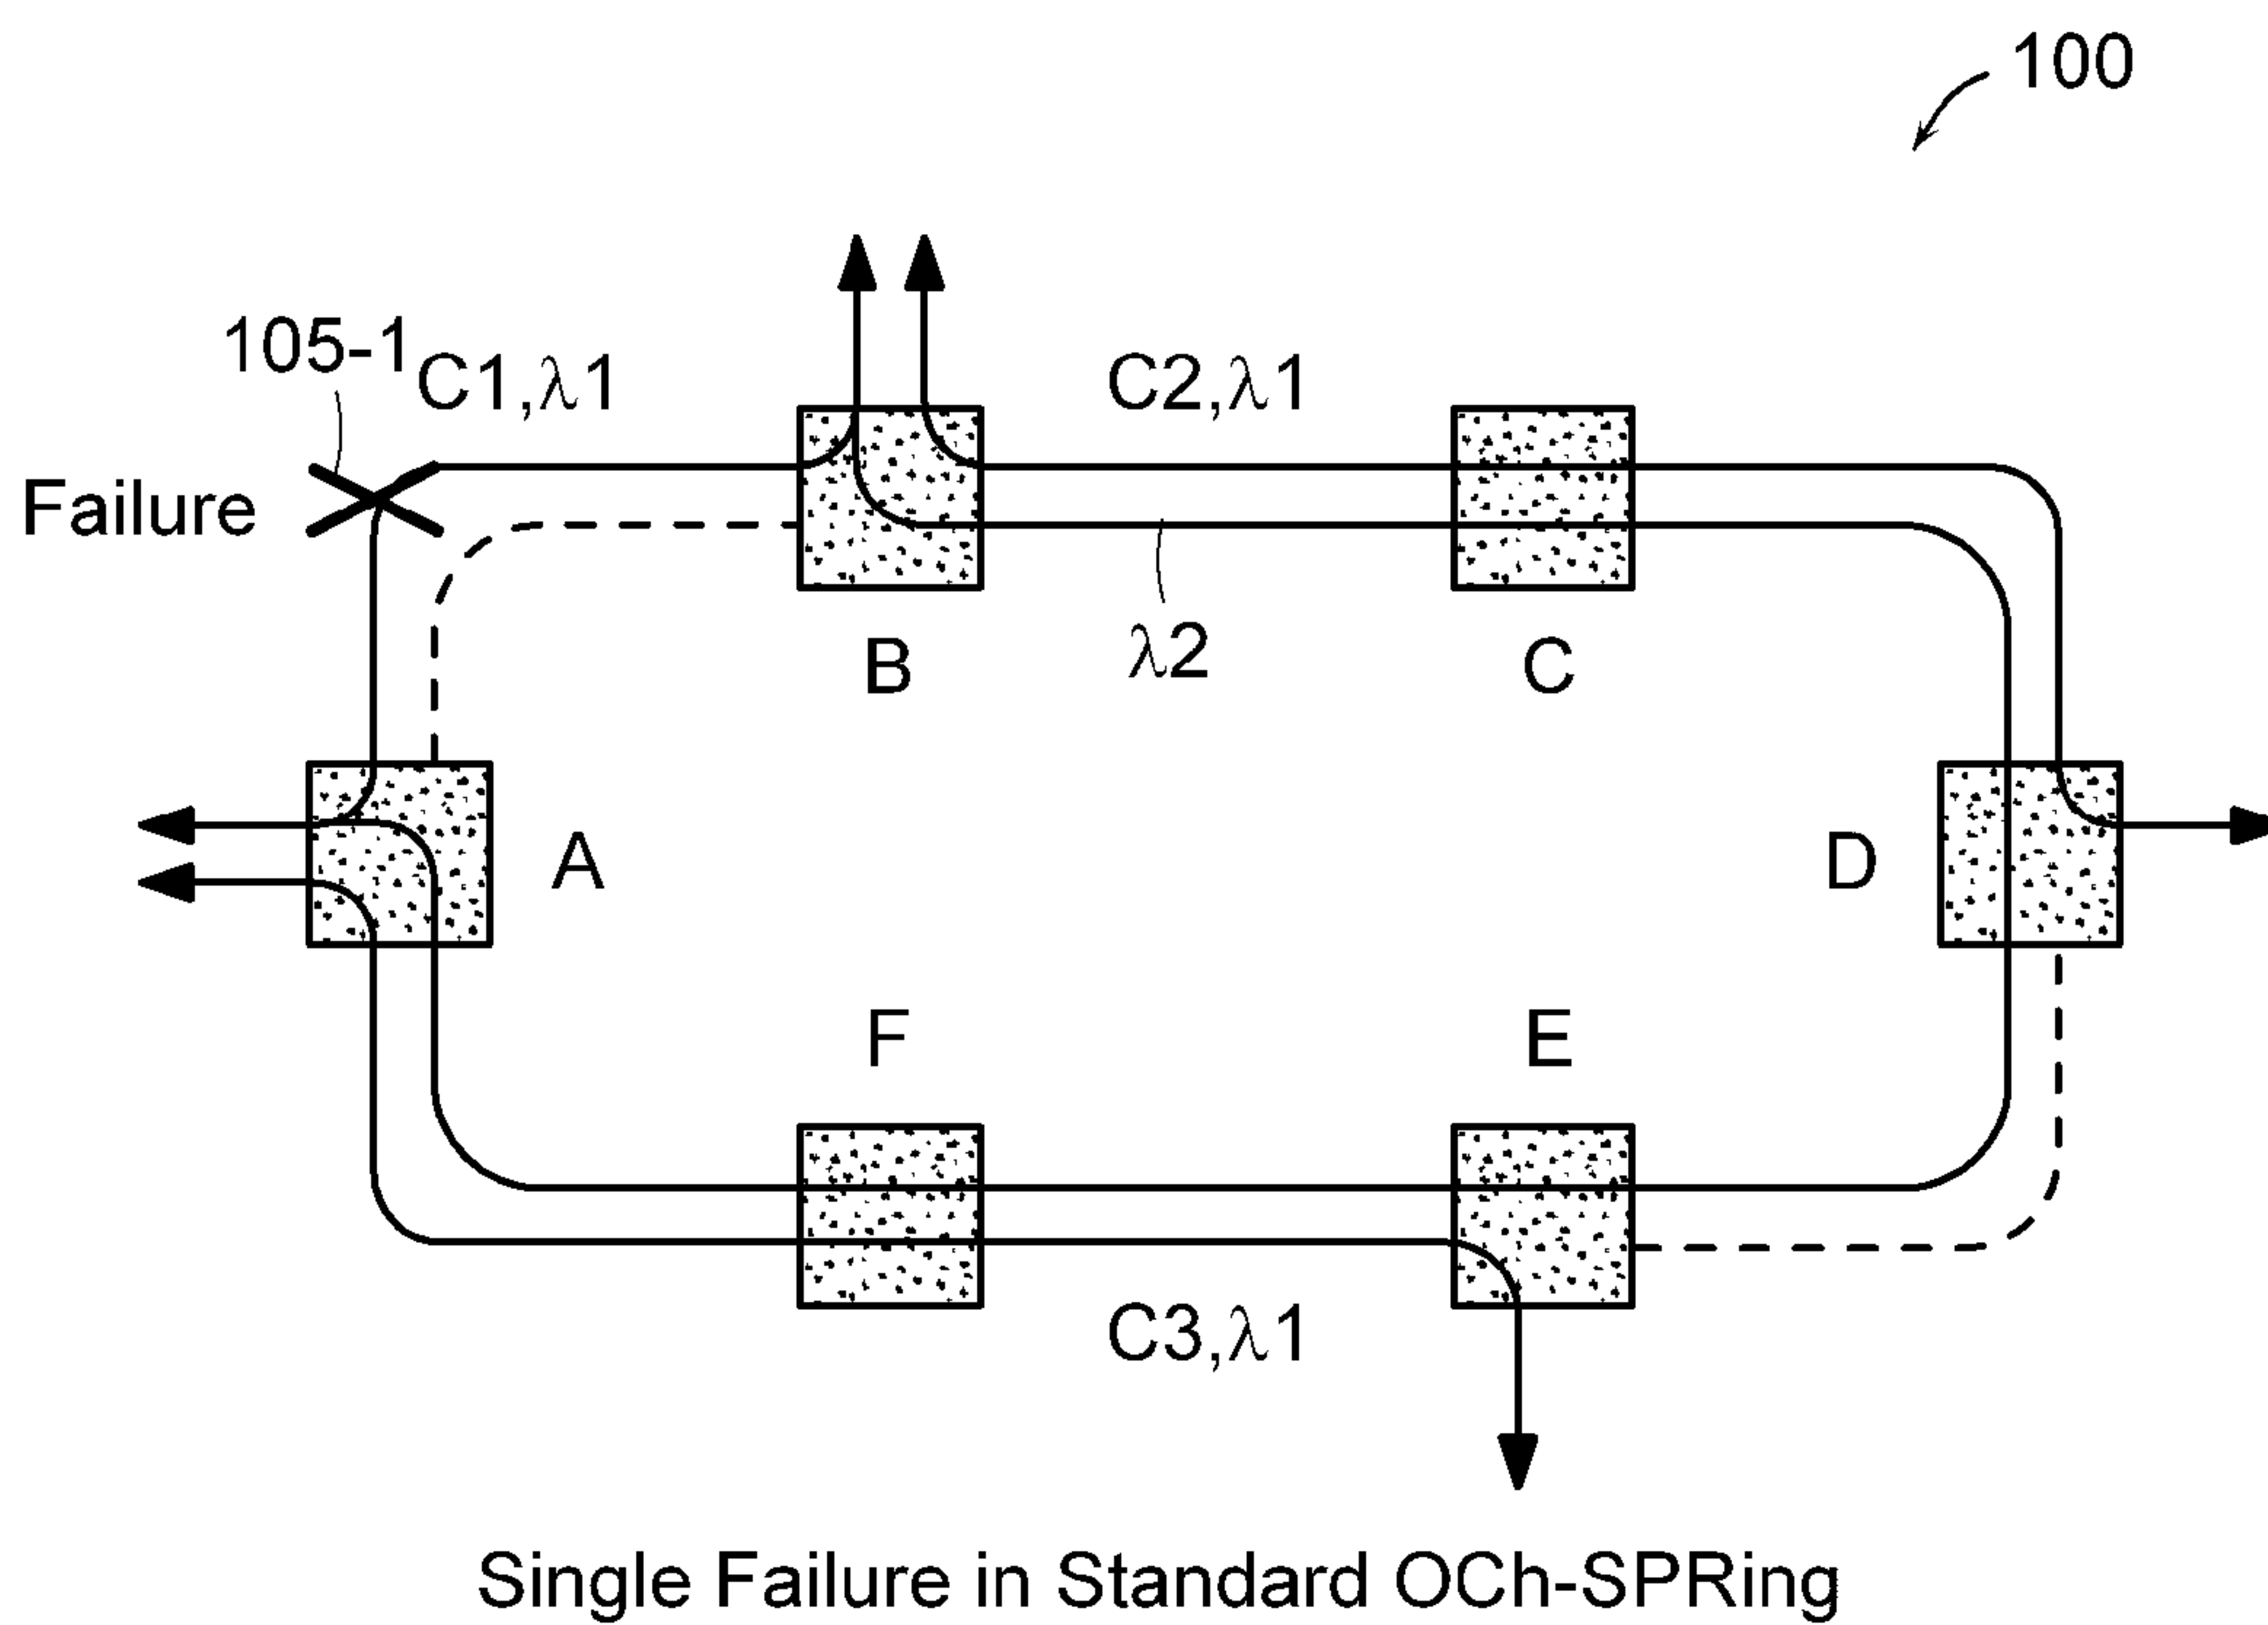 100
105-1
C1,λ1
C2,λ1
Failure
B
λ2
C
A
D
F
E
C3,λ1
Single Failure in Standard OCh-SPRing